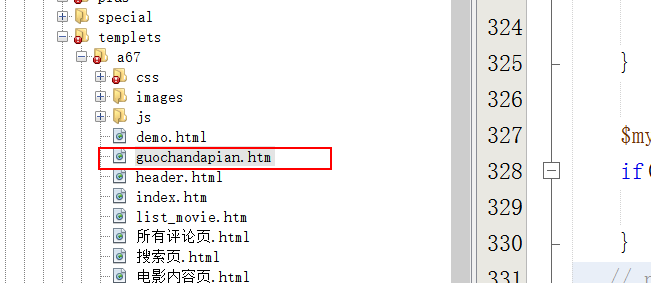 special
templets
a67
css
images
js
demo.html
guochandapian.htm
header.html
index.htm
list_movie.htm
所有评论页.html
搜索页.html
电影内容页.html
324
325 }
326
327 $my
328 if(
329
330 }
331